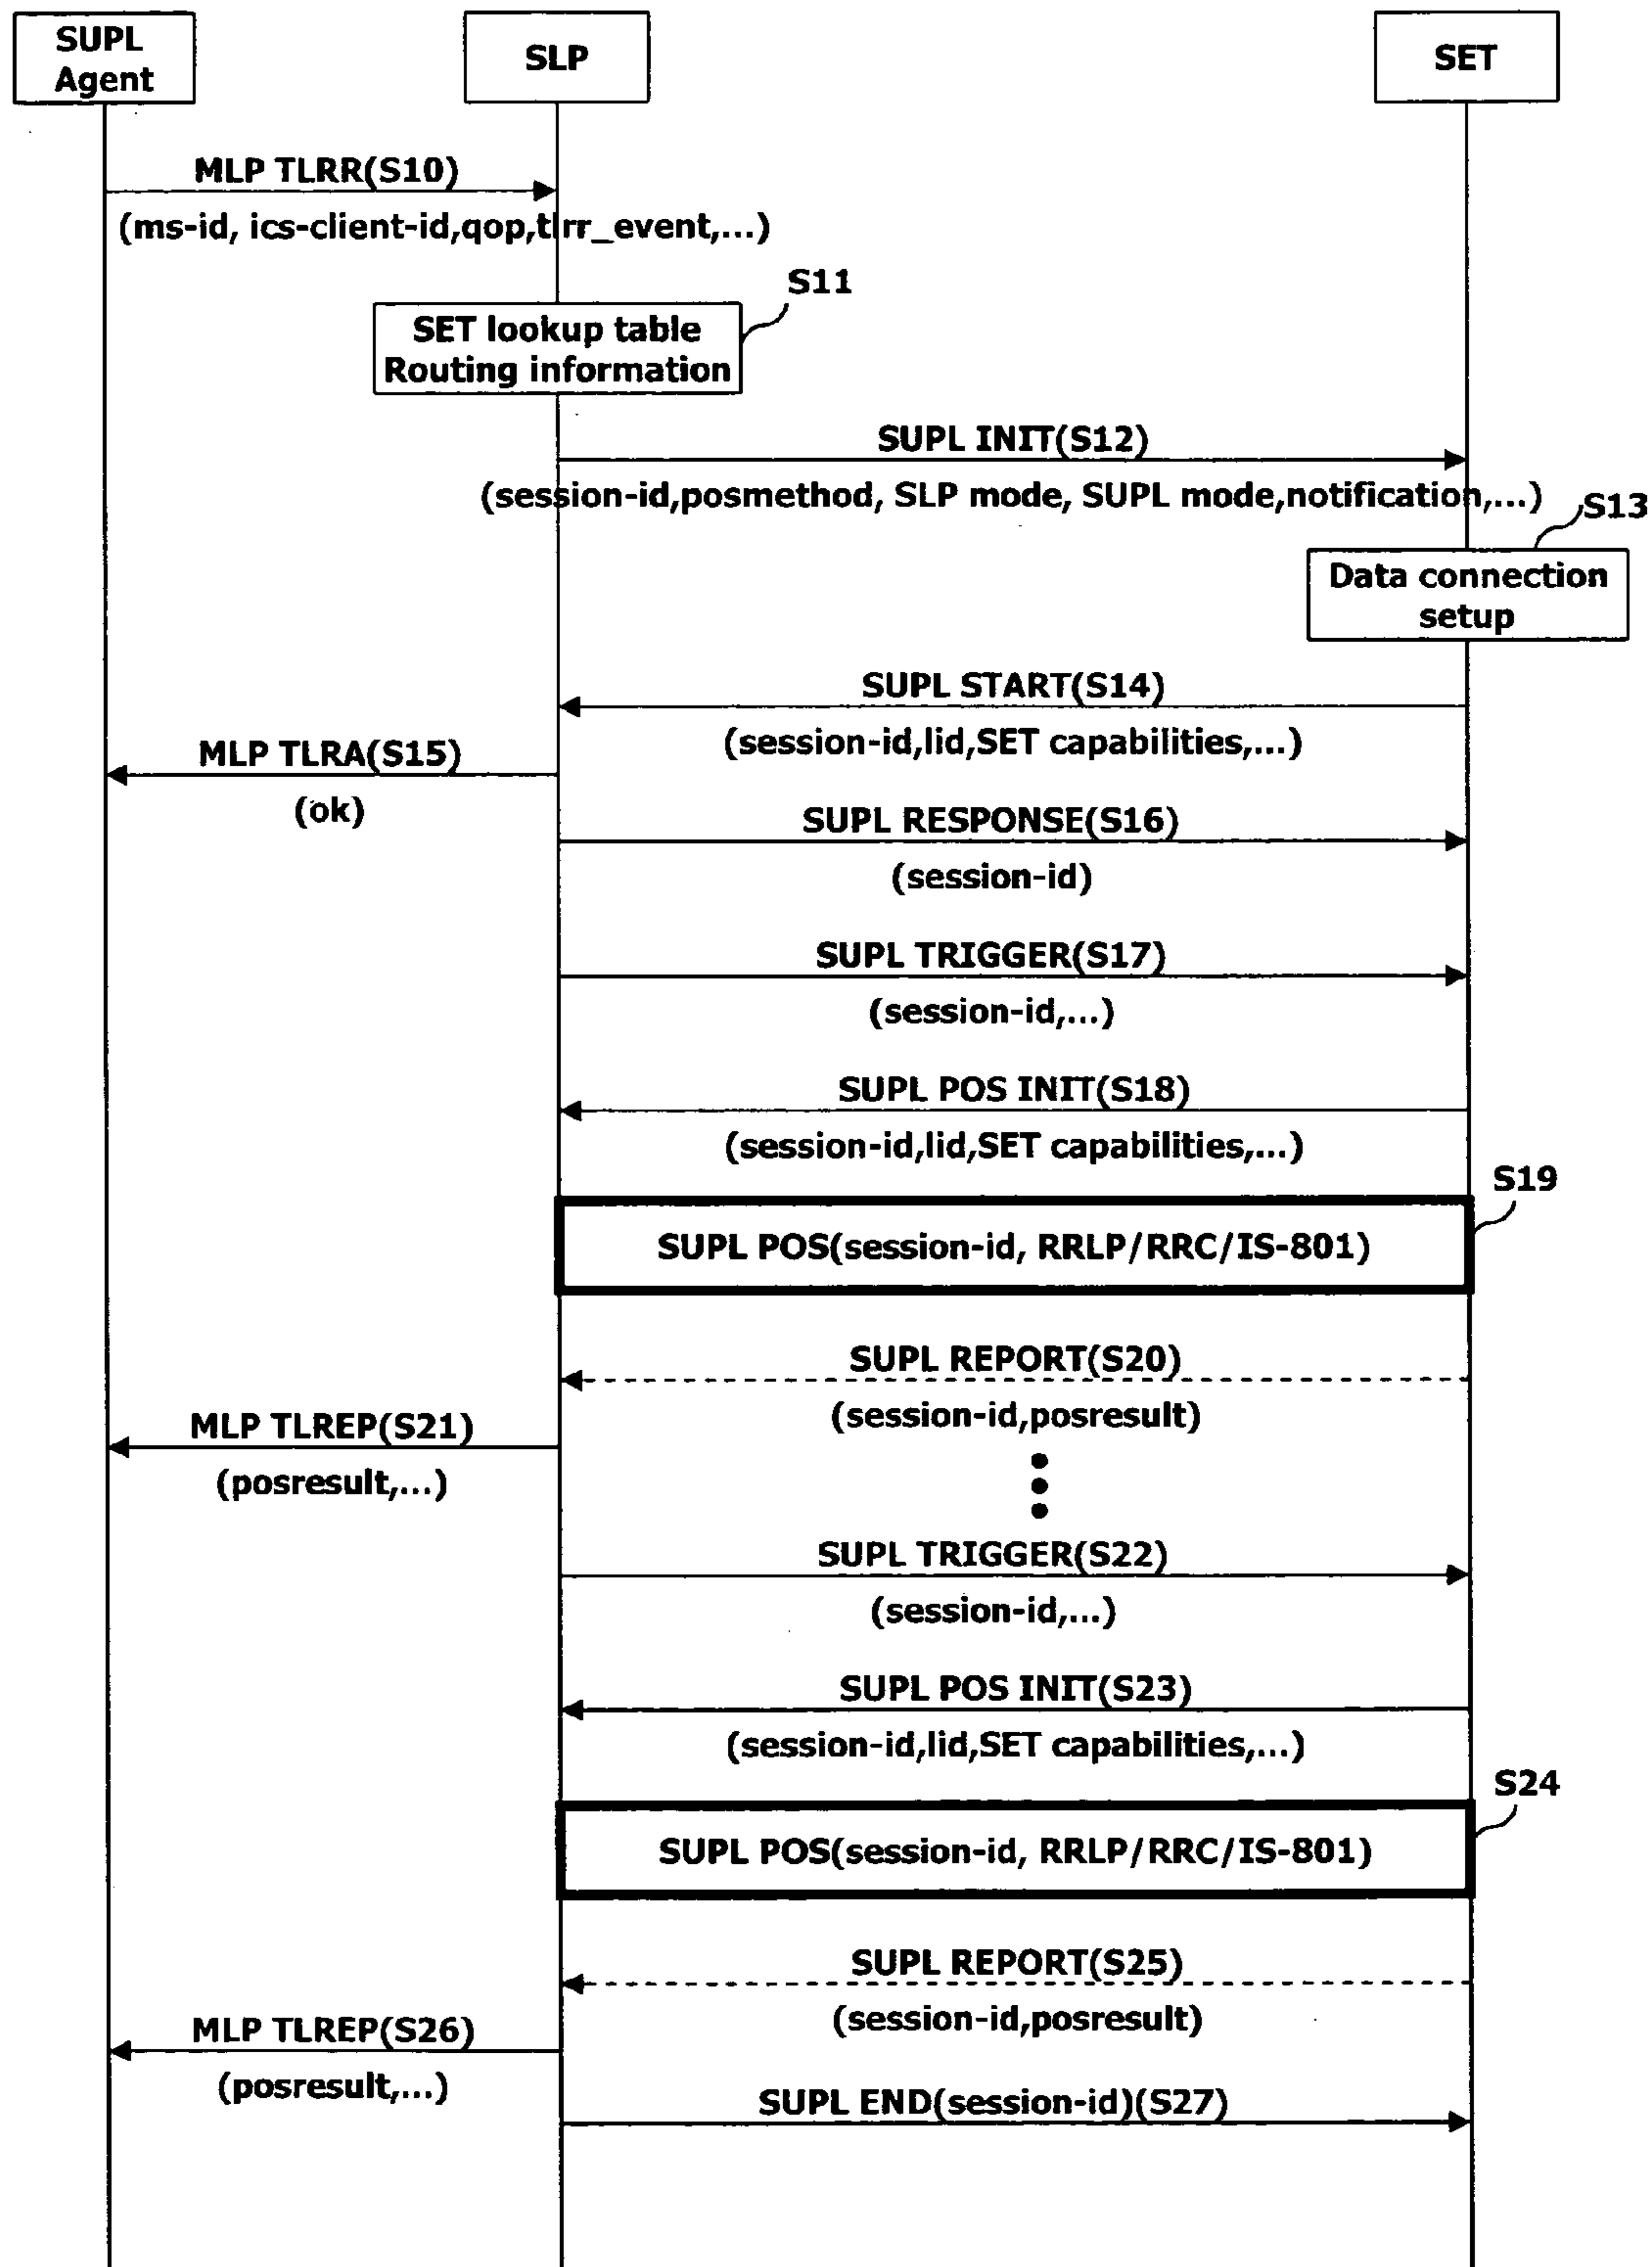 SUPL
Agent
SLP
SET
MLP TLRR(S10)
(ms-id, ics-client-id,qop,tlrr_event,...)
S11
SET lookup table
Routing information
SUPL INIT(S12)
(session-id,posmethod, SLP mode, SUPL mode,notification,...)
S13
Data connection
setup
SUPL START(S14)
(session-id,lid,SET capabilities,...)
MLP TLRA(S15)
(ok)
SUPL RESPONSE(S16)
(session-id)
SUPL TRIGGER(S17)
(session-id,...)
SUPL POS INIT(S18)
(session-id,lid,SET capabilities,...)
S19
SUPL POS(session-id, RRLP/RRC/IS-801)
SUPL REPORT(S20)
(session-id,posresult)
MLP TLREP(S21)
(posresult,...)
SUPL TRIGGER(S22)
(session-id,...)
SUPL POS INIT(S23)
(session-id,lid,SET capabilities,...)
S24
SUPL POS(session-id, RRLP/RRC/IS-801)
SUPL REPORT(S25)
(session-id,posresult)
MLP TLREP(S26)
(posresult,...)
SUPL END(session-id)(S27)